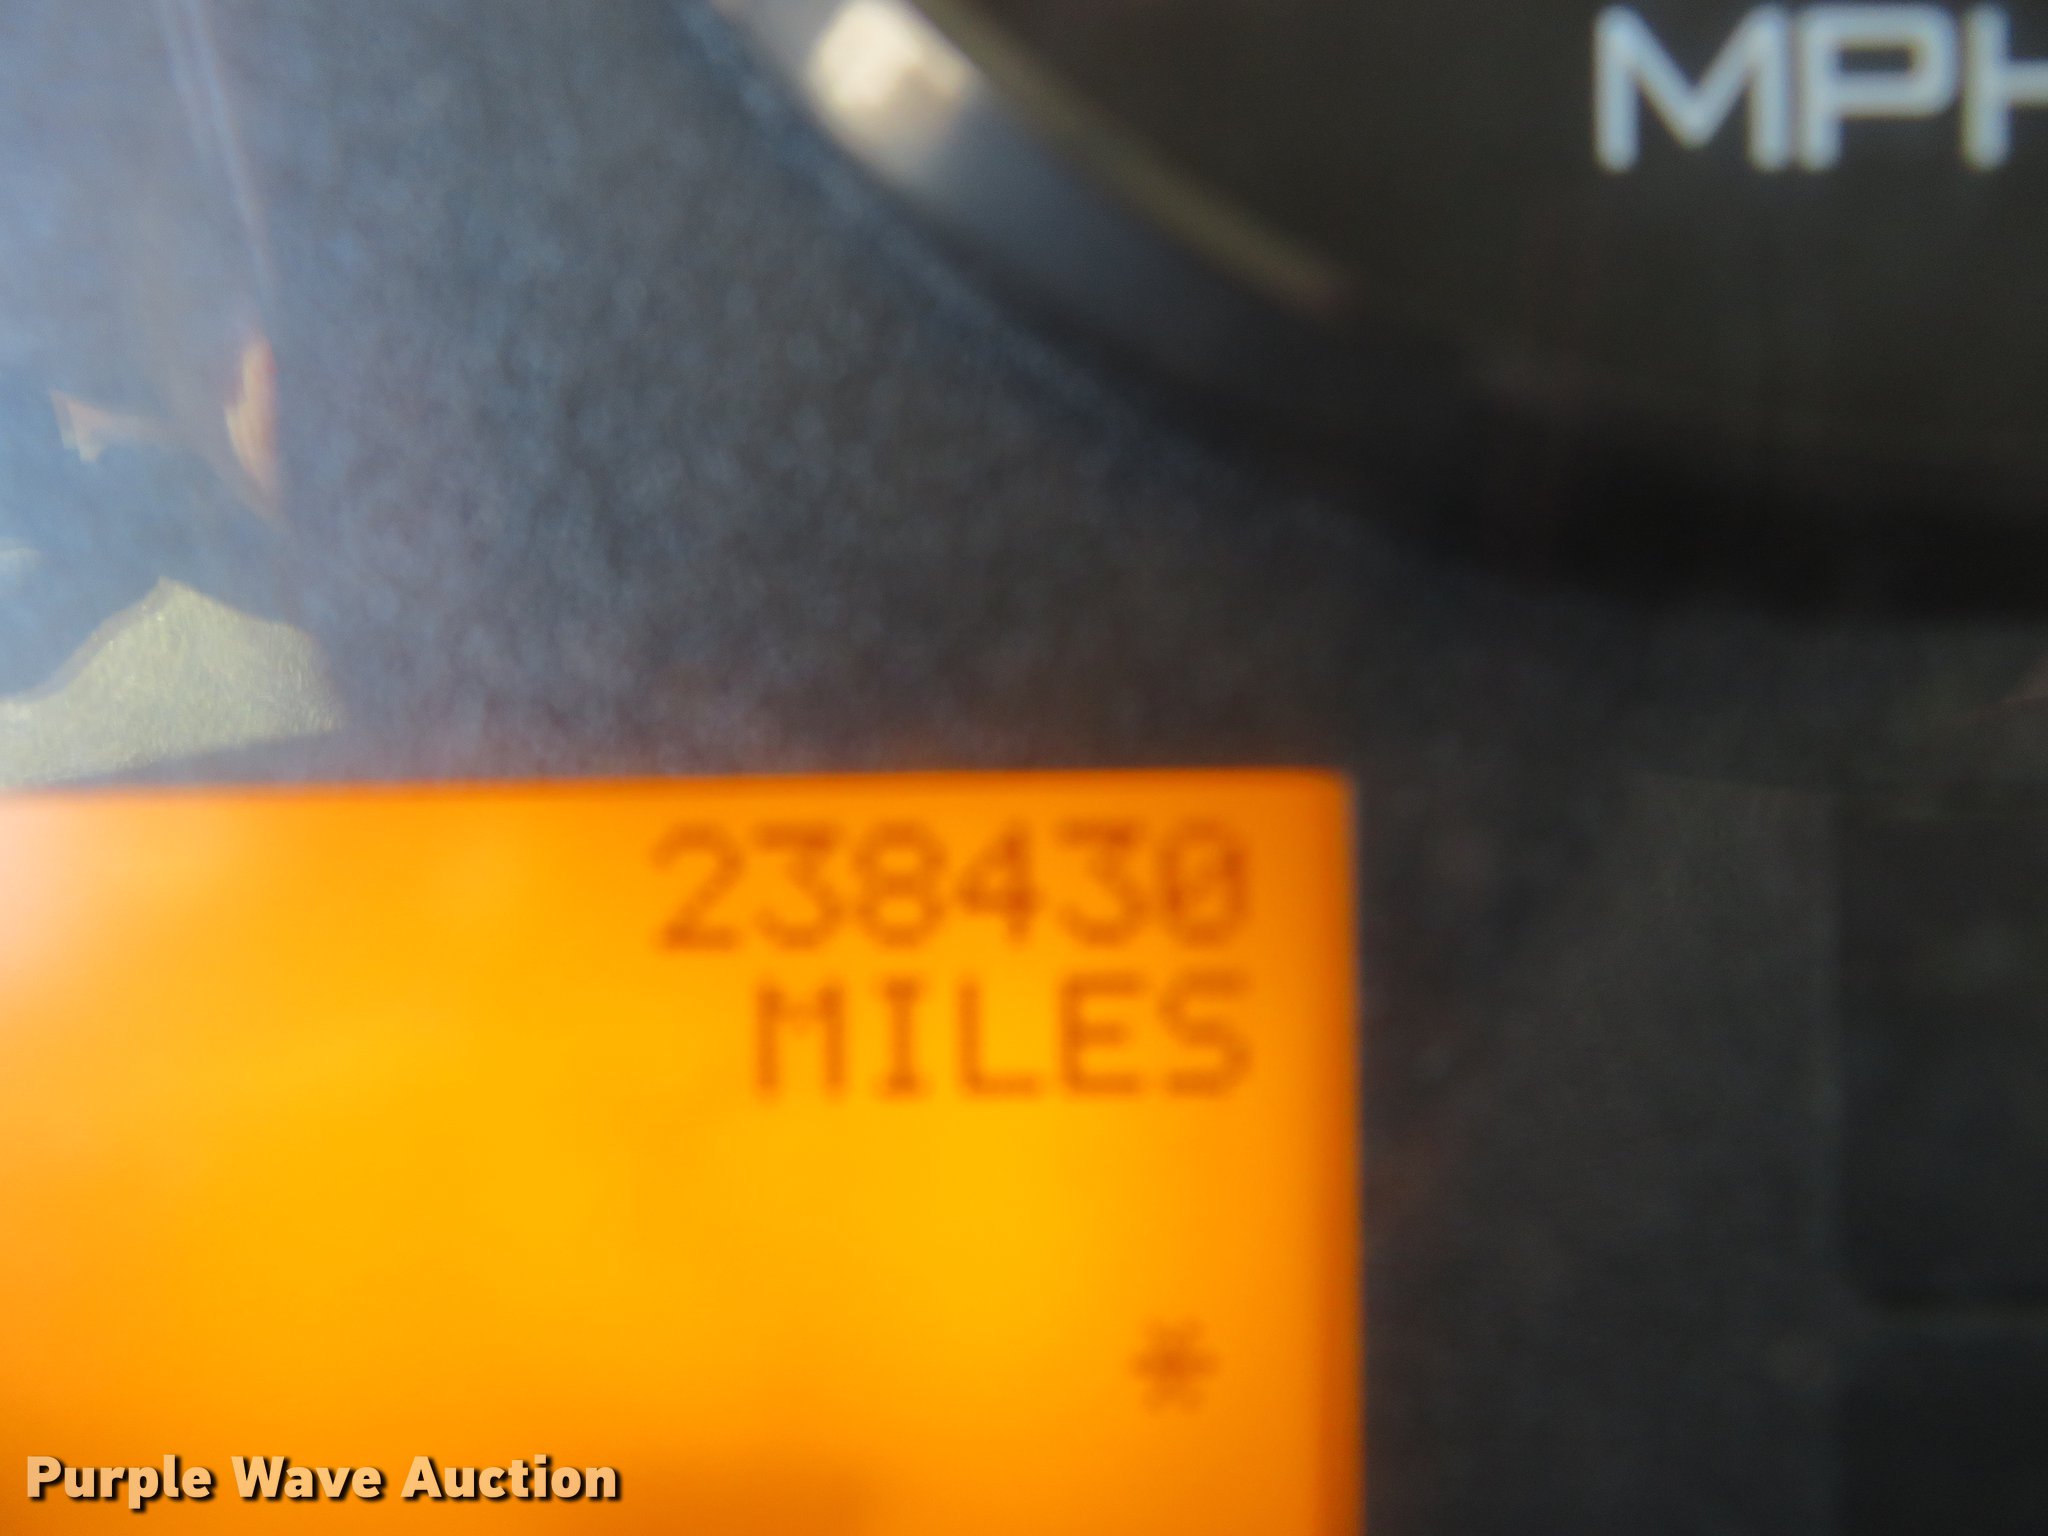 MPH
238430
MILES
*
Purple Wave Auction